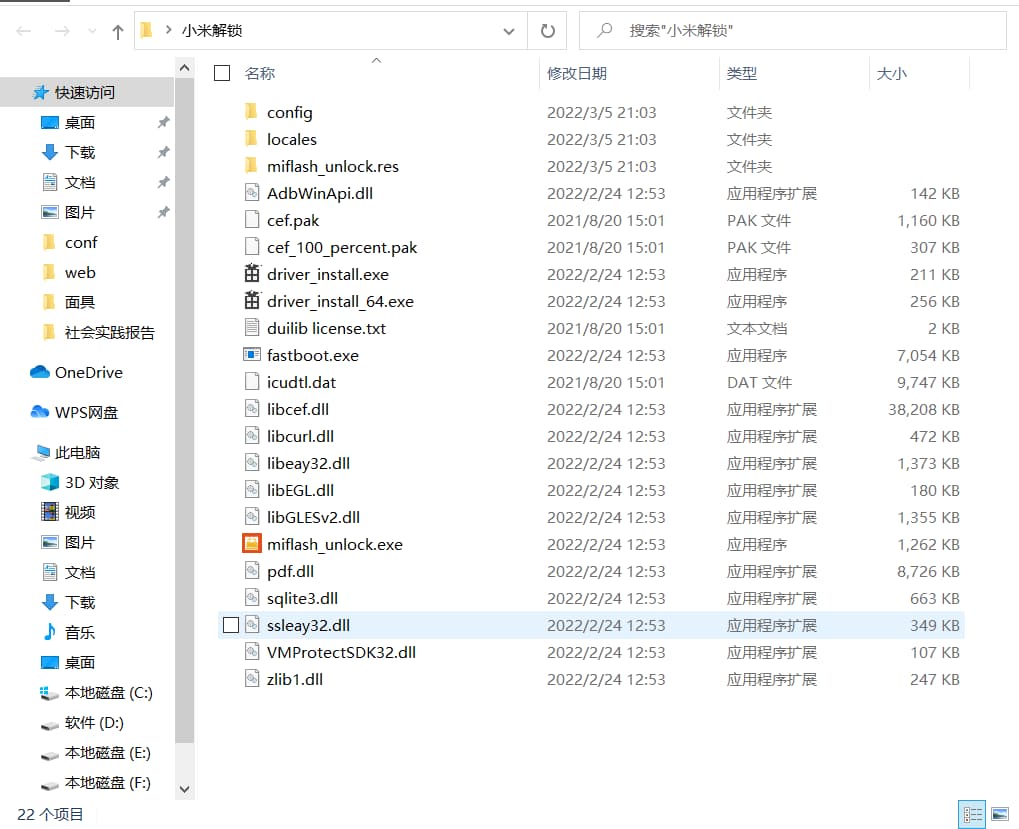 小米解锁
搜索"小米解锁"
名称 修改日期 类型 大小
快速访问
桌面
下载
文档
图片
conf
web
面具
社会实践报告
OneDrive
WPS网盘
此电脑
3D 对象
视频
图片
文档
下载
音乐
桌面
本地磁盘 (C:)
软件 (D:)
本地磁盘 (E:)
本地磁盘 (F:)
config 2022/3/5 21:03 文件夹
locales 2022/3/5 21:03 文件夹
miflash_unlock.res 2022/3/5 21:03 文件夹
AdbWinApi.dll 2022/2/24 12:53 应用程序扩展 142 KB
cef.pak 2021/8/20 15:01 PAK 文件 1,160 KB
cef_100_percent.pak 2021/8/20 15:01 PAK 文件 307 KB
driver_install.exe 2022/2/24 12:53 应用程序 211 KB
driver_install_64.exe 2022/2/24 12:53 应用程序 256 KB
duilib license.txt 2021/8/20 15:01 文本文档 2 KB
fastboot.exe 2022/2/24 12:53 应用程序 7,054 KB
icudtl.dat 2021/8/20 15:01 DAT 文件 9,747 KB
libcef.dll 2022/2/24 12:53 应用程序扩展 38,208 KB
libcurl.dll 2022/2/24 12:53 应用程序扩展 472 KB
libeay32.dll 2022/2/24 12:53 应用程序扩展 1,373 KB
libEGL.dll 2022/2/24 12:53 应用程序扩展 180 KB
libGLESv2.dll 2022/2/24 12:53 应用程序扩展 1,355 KB
miflash_unlock.exe 2022/2/24 12:53 应用程序 1,262 KB
pdf.dll 2022/2/24 12:53 应用程序扩展 8,726 KB
sqlite3.dll 2022/2/24 12:53 应用程序扩展 663 KB
ssleay32.dll 2022/2/24 12:53 应用程序扩展 349 KB
VMProtectSDK32.dll 2022/2/24 12:53 应用程序扩展 107 KB
zlib1.dll 2022/2/24 12:53 应用程序扩展 247 KB
22 个项目